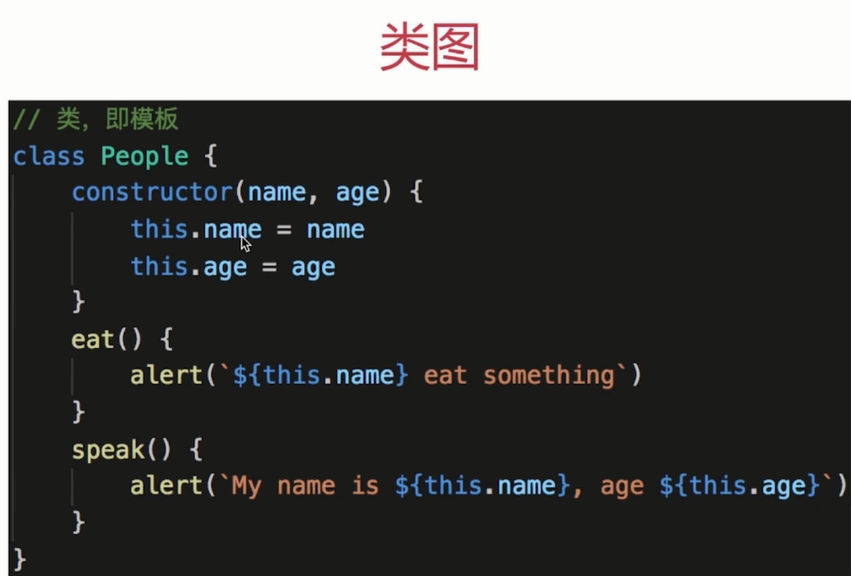 类图
// 类，即模板
class People {
    constructor(name, age) {
        this.name = name
        this.age = age
    }
    eat() {
        alert(`${this.name} eat something`)
    }
    speak() {
        alert(`My name is ${this.name}, age ${this.age}`)
    }
}